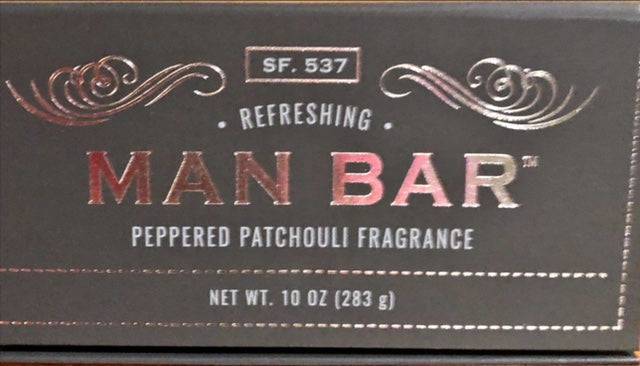 SF. 537
• REFRESHING •
MAN BAR™
PEPPERED PATCHOULI FRAGRANCE
NET WT. 10 OZ (283 g)